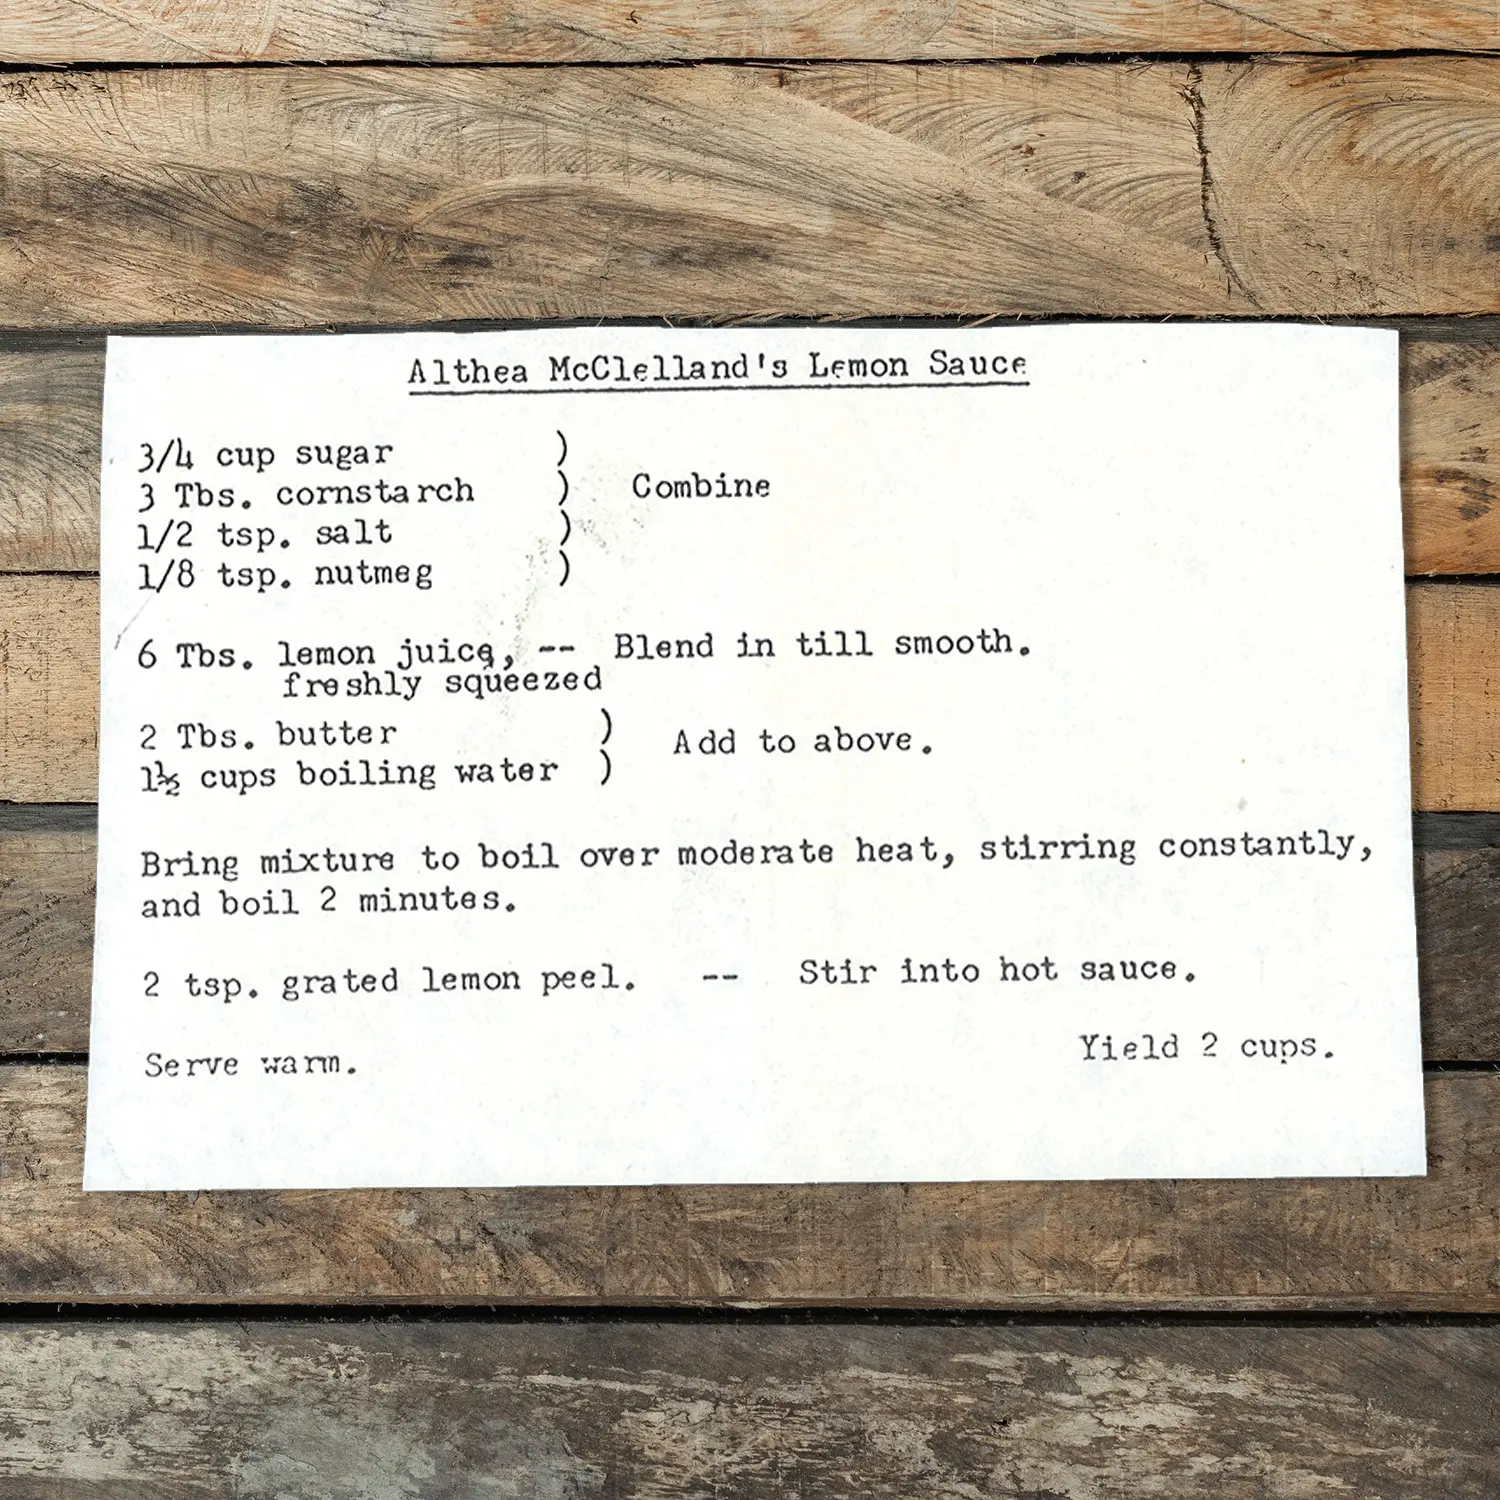 Althea McClelland's Lemon Sauce
3/4 cup sugar )
3 Tbs. cornstarch ) Combine
1/2 tsp. salt )
1/8 tsp. nutmeg )
6 Tbs. lemon juice, -- Blend in till smooth.
freshly squeezed
2 Tbs. butter ) Add to above.
1½ cups boiling water )
Bring mixture to boil over moderate heat, stirring constantly,
and boil 2 minutes.
2 tsp. grated lemon peel. -- Stir into hot sauce.
Yield 2 cups.
Serve warm.